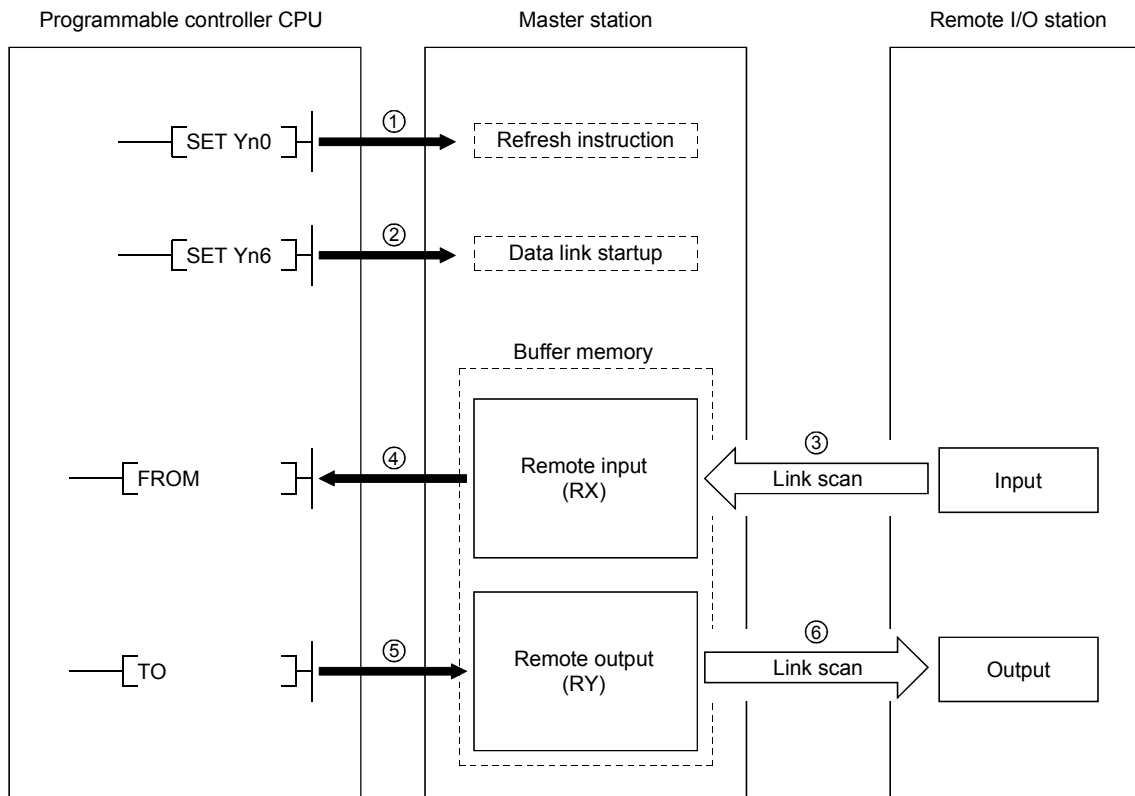 Programmable controller CPU
Master station
Remote I/O station
SET Yn0
①
Refresh instruction
SET Yn6
②
Data link startup
Buffer memory
FROM
④
Remote input
(RX)
③
Link scan
Input
TO
⑤
Remote output
(RY)
⑥
Link scan
Output